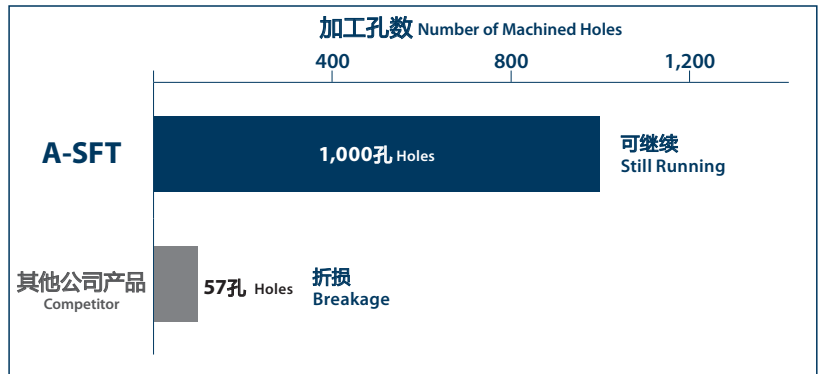 加工孔数 Number of Machined Holes
400 800 1,200
A-SFT
1,000孔 Holes
可继续
Still Running
其他公司产品
Competitor
57孔 Holes
折损
Breakage